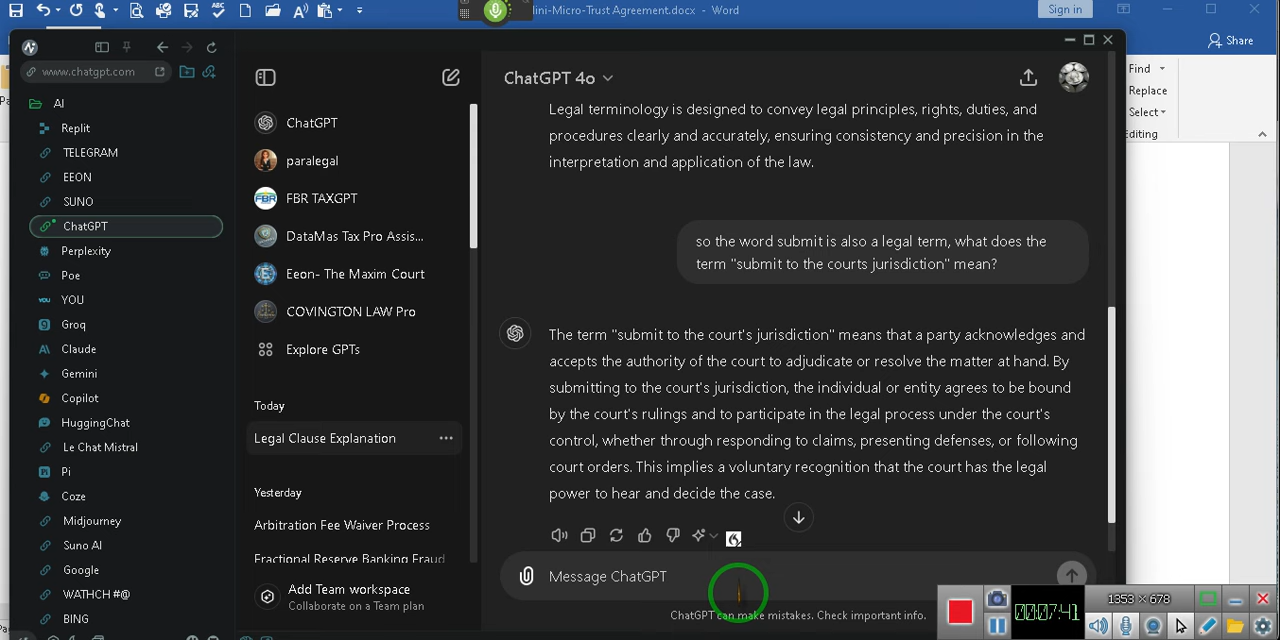 ini-Micro-Trust Agreement.docx - Word
Sign in
Share
www.chatgpt.com
AI
Replit
TELEGRAM
EEON
SUNO
ChatGPT
Perplexity
Poe
YOU
Groq
Claude
Gemini
Copilot
HuggingChat
Le Chat Mistral
Pi
Coze
Midjourney
Suno AI
Google
WATHCH #@
BING
ChatGPT
paralegal
FBR TAXGPT
DataMas Tax Pro Assis...
Eeon- The Maxim Court
COVINGTON LAW Pro
Explore GPTs
Today
Legal Clause Explanation
Yesterday
Arbitration Fee Waiver Process
Fractional Reserve Banking Fraud
Add Team workspace
Collaborate on a Team plan
ChatGPT 4o
Legal terminology is designed to convey legal principles, rights, duties, and
procedures clearly and accurately, ensuring consistency and precision in the
interpretation and application of the law.
so the word submit is also a legal term, what does the
term "submit to the courts jurisdiction" mean?
The term "submit to the court's jurisdiction" means that a party acknowledges and
accepts the authority of the court to adjudicate or resolve the matter at hand. By
submitting to the court's jurisdiction, the individual or entity agrees to be bound
by the court's rulings and to participate in the legal process under the court's
control, whether through responding to claims, presenting defenses, or following
court orders. This implies a voluntary recognition that the court has the legal
power to hear and decide the case.
Message ChatGPT
ChatGPT can make mistakes. Check important info.
Find
Replace
Select
Editing
1353 × 678
00:07:41